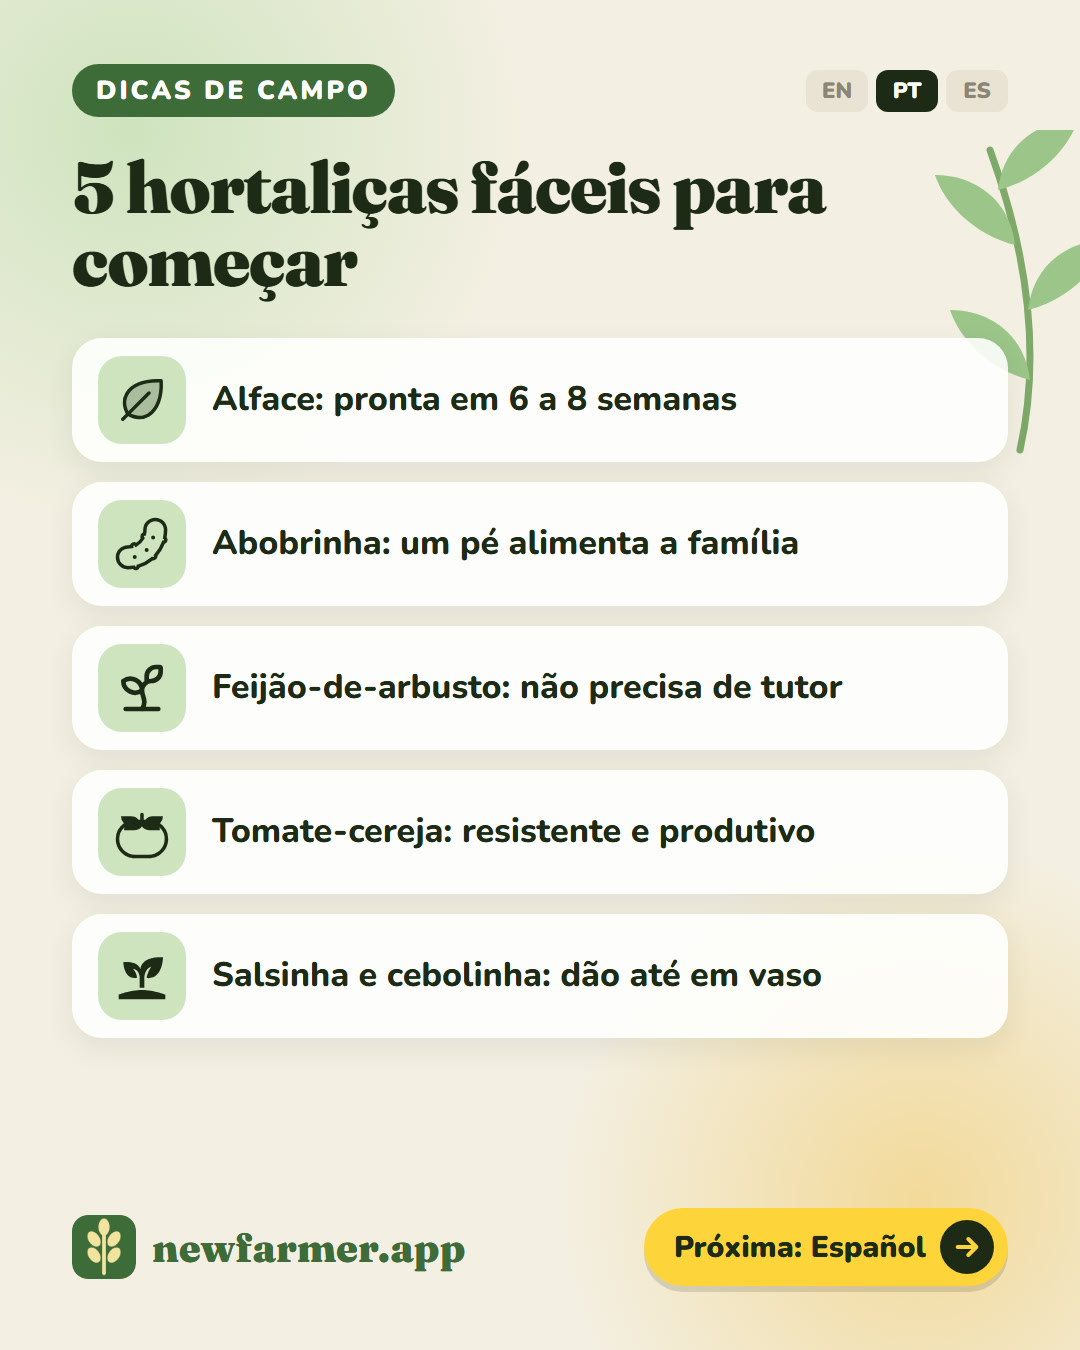 DICAS DE CAMPO
EN PT ES
5 hortaliças fáceis para
começar
Alface: pronta em 6 a 8 semanas
Abobrinha: um pé alimenta a família
Feijão-de-arbusto: não precisa de tutor
Tomate-cereja: resistente e produtivo
Salsinha e cebolinha: dão até em vaso
newfarmer.app
Próxima: Español